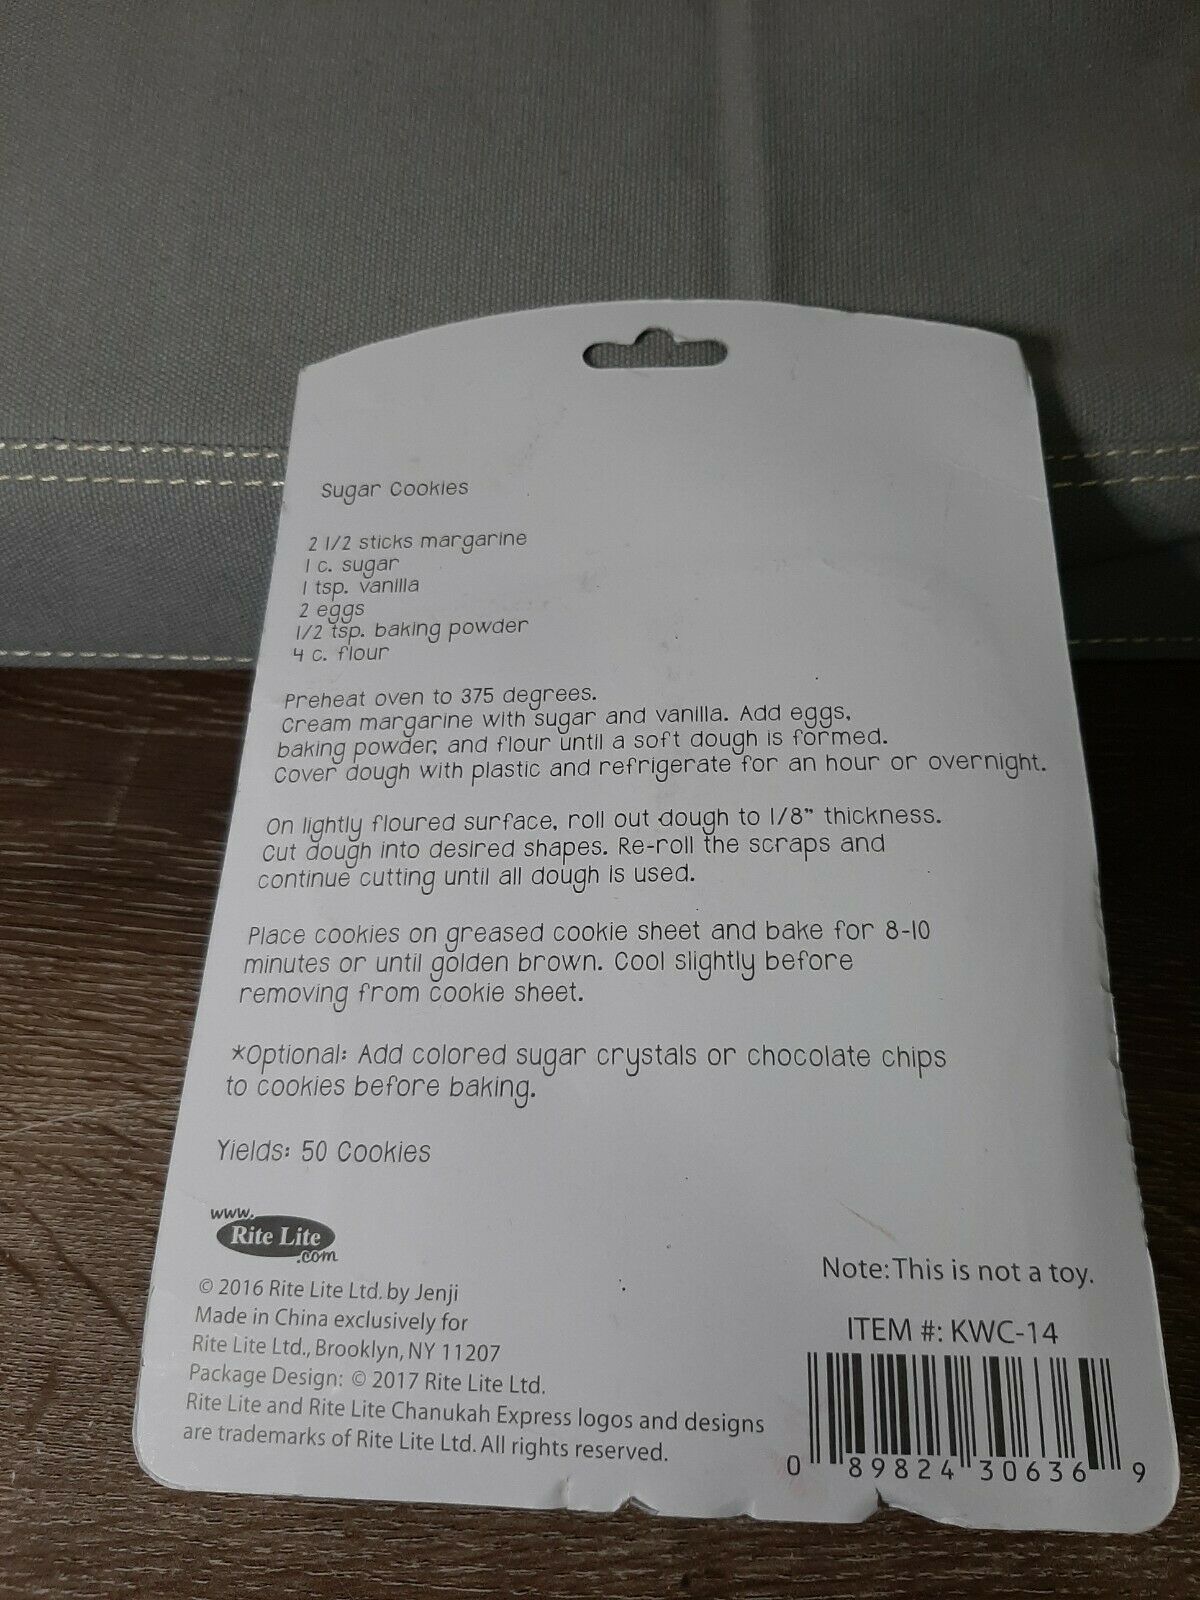 Sugar Cookies
2 1/2 sticks margarine
1 c. sugar
1 tsp. vanilla
2 eggs
1/2 tsp. baking powder
4 c. flour
Preheat oven to 375 degrees.
Cream margarine with sugar and vanilla. Add eggs,
baking powder, and flour until a soft dough is formed.
Cover dough with plastic and refrigerate for an hour or overnight.
On lightly floured surface, roll out dough to 1/8" thickness.
Cut dough into desired shapes. Re-roll the scraps and
continue cutting until all dough is used.
Place cookies on greased cookie sheet and bake for 8-10
minutes or until golden brown. Cool slightly before
removing from cookie sheet.
*Optional: Add colored sugar crystals or chocolate chips
to cookies before baking.
Yields: 50 Cookies
www.
Rite Lite
.com
© 2016 Rite Lite Ltd. by Jenji
Made in China exclusively for
Rite Lite Ltd., Brooklyn, NY 11207
Package Design: © 2017 Rite Lite Ltd.
Rite Lite and Rite Lite Chanukah Express logos and designs
are trademarks of Rite Lite Ltd. All rights reserved.
Note: This is not a toy.
ITEM #: KWC-14
0 89824 30636 9